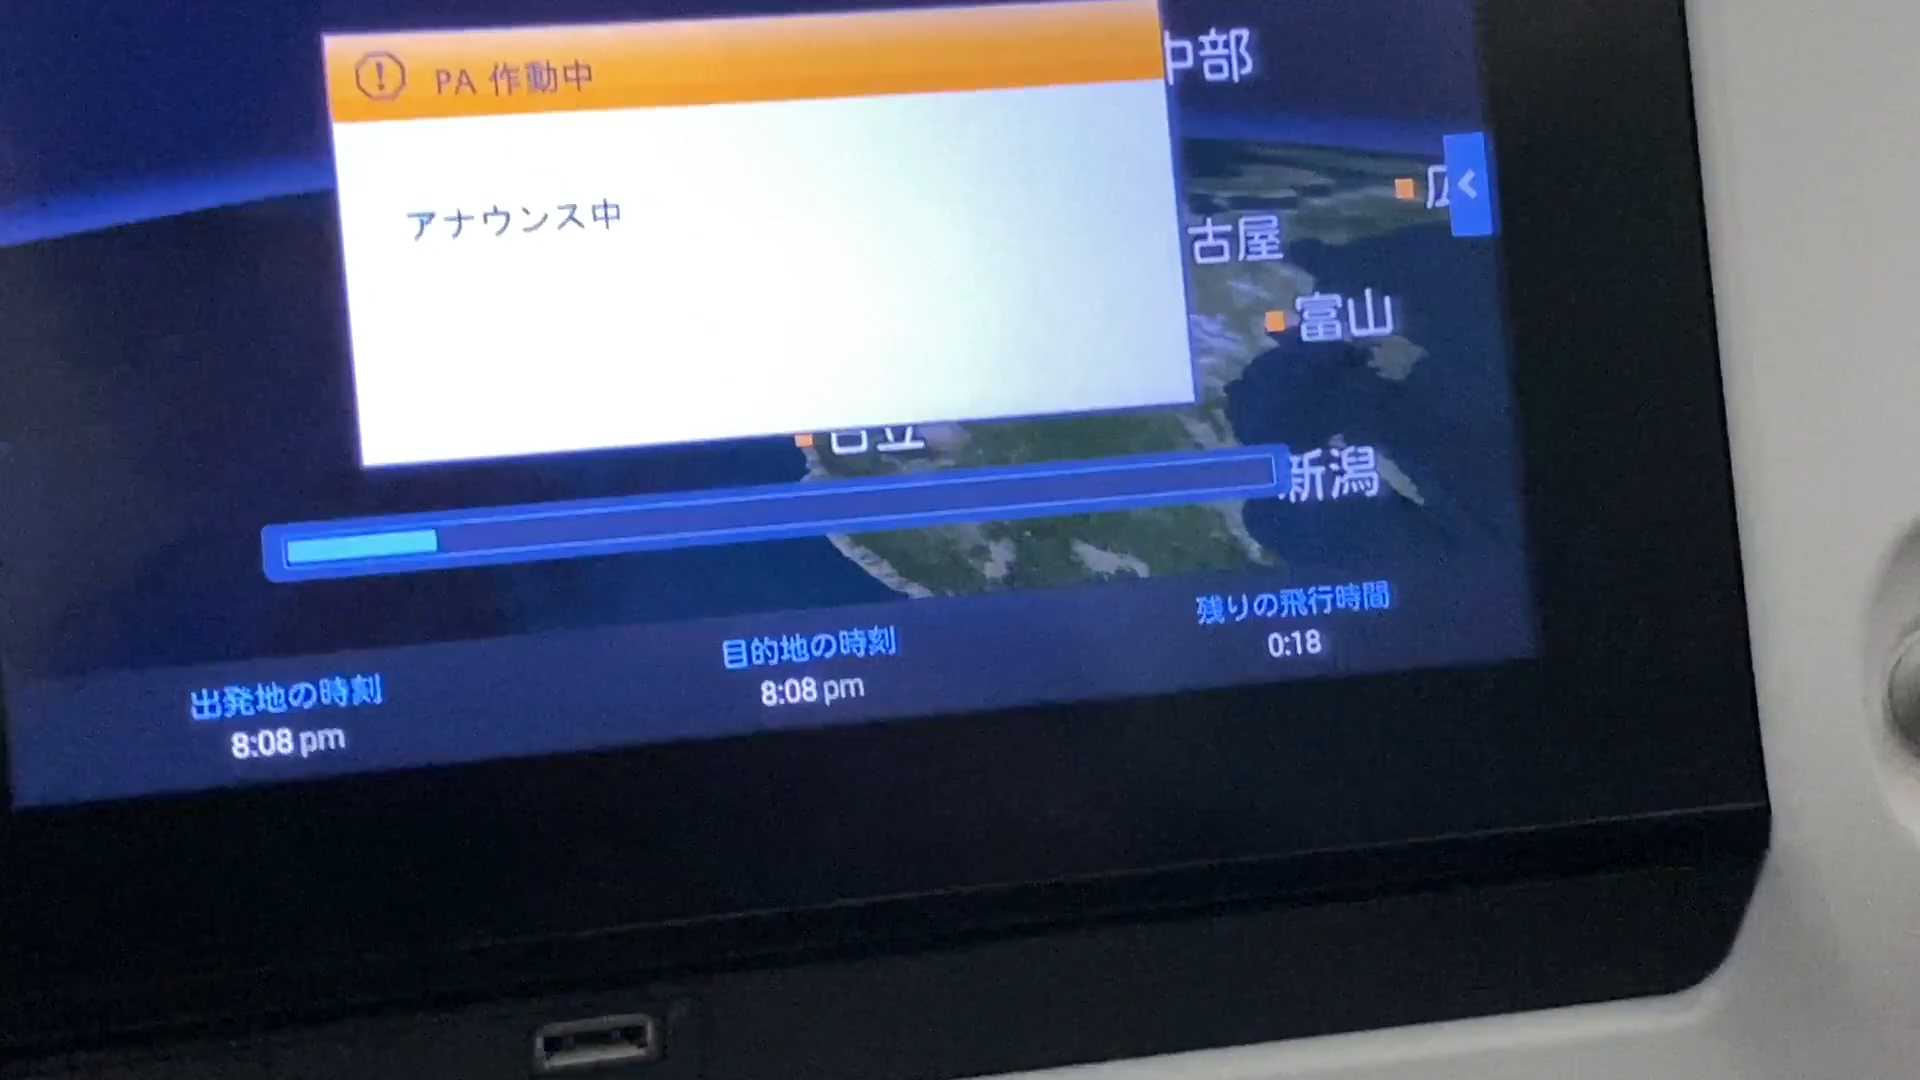 PA 作動中
アナウンス中
中部
古屋
富山
新潟
残りの飛行時間
0:18
目的地の時刻
8:08 pm
出発地の時刻
8:08 pm